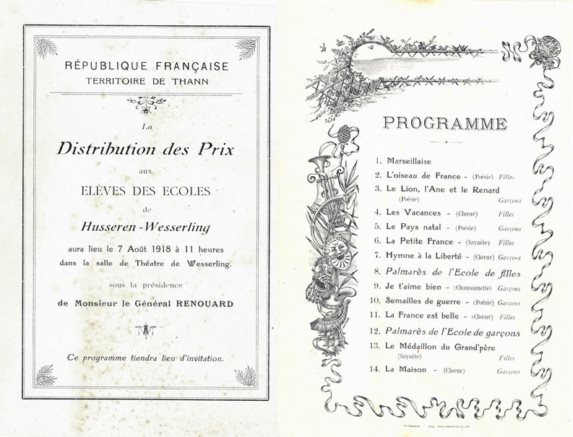 RÉPUBLIQUE FRANÇAISE
TERRITOIRE DE THANN
La
Distribution des Prix
aux
ELÈVES DES ECOLES
de
Husseren-Wesserling
aura lieu le 7 Août 1918 à 11 heures
dans la salle de Théatre de Wesserling.
sous la présidence
de Monsieur le Général RENOUARD
Ce programme tiendra lieu d'invitation.
PROGRAMME
1. Marseillaise
2. L'oiseau de France - (Poésie) Filles
3. Le Lion, l'Ane et le Renard
(Poésie) Garçons
4. Les Vacances - (Chœur) Filles
5. Le Pays natal - (Poésie) Garçons
6. La Petite France - (Saynète) Filles
7. Hymne à la Liberté - (Chœur) Garçons
8. Palmarès de l'Ecole de filles
9. Je t'aime bien - (Chansonnette) Garçons
10. Semailles de guerre - (Poésie) Garçons
11. La France est belle - (Chœur) Filles
12. Palmarès de l'Ecole de garçons
13. Le Médaillon du Grand'père
(Saynète) Filles
14. La Maison - (Chœur) Garçons